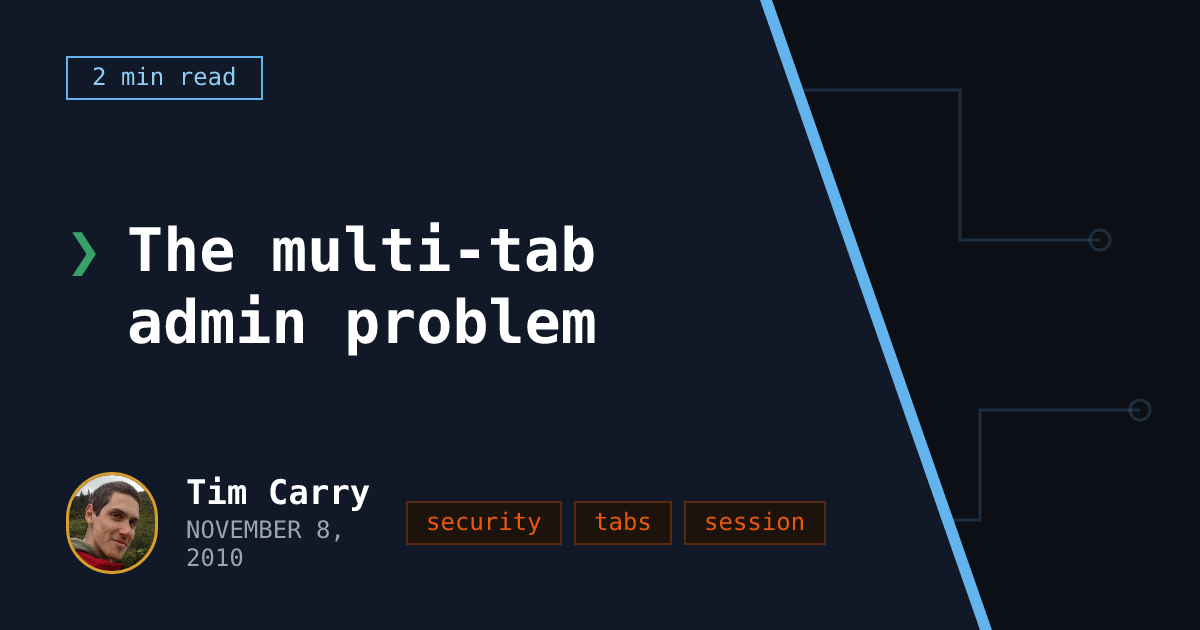 2 min read
❯ The multi-tab
admin problem
Tim Carry
NOVEMBER 8,
2010
security tabs session